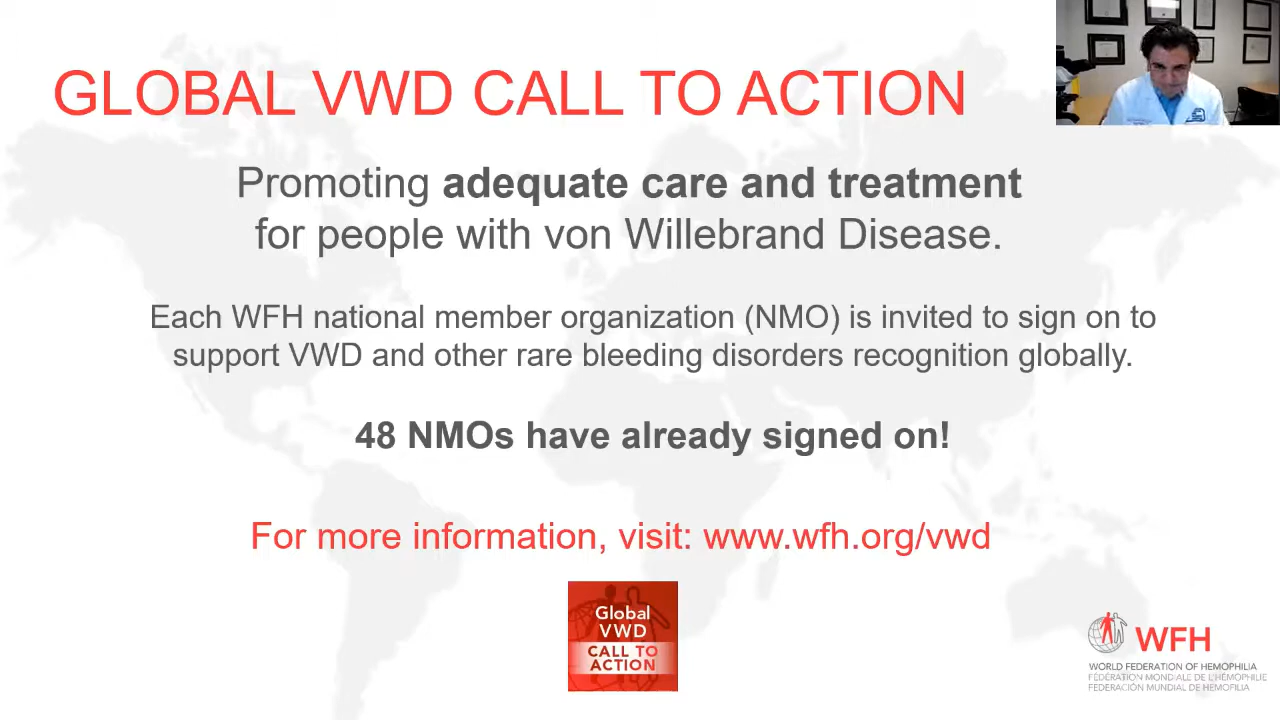 GLOBAL VWD CALL TO ACTION
Promoting adequate care and treatment
for people with von Willebrand Disease.
Each WFH national member organization (NMO) is invited to sign on to
support VWD and other rare bleeding disorders recognition globally.
48 NMOs have already signed on!
For more information, visit: www.wfh.org/vwd
Global
VWD
CALL TO
ACTION
WFH
WORLD FEDERATION OF HEMOPHILIA
FÉDÉRATION MONDIALE DE L'HÉMOPHILIE
FEDERACIÓN MUNDIAL DE HEMOFILIA